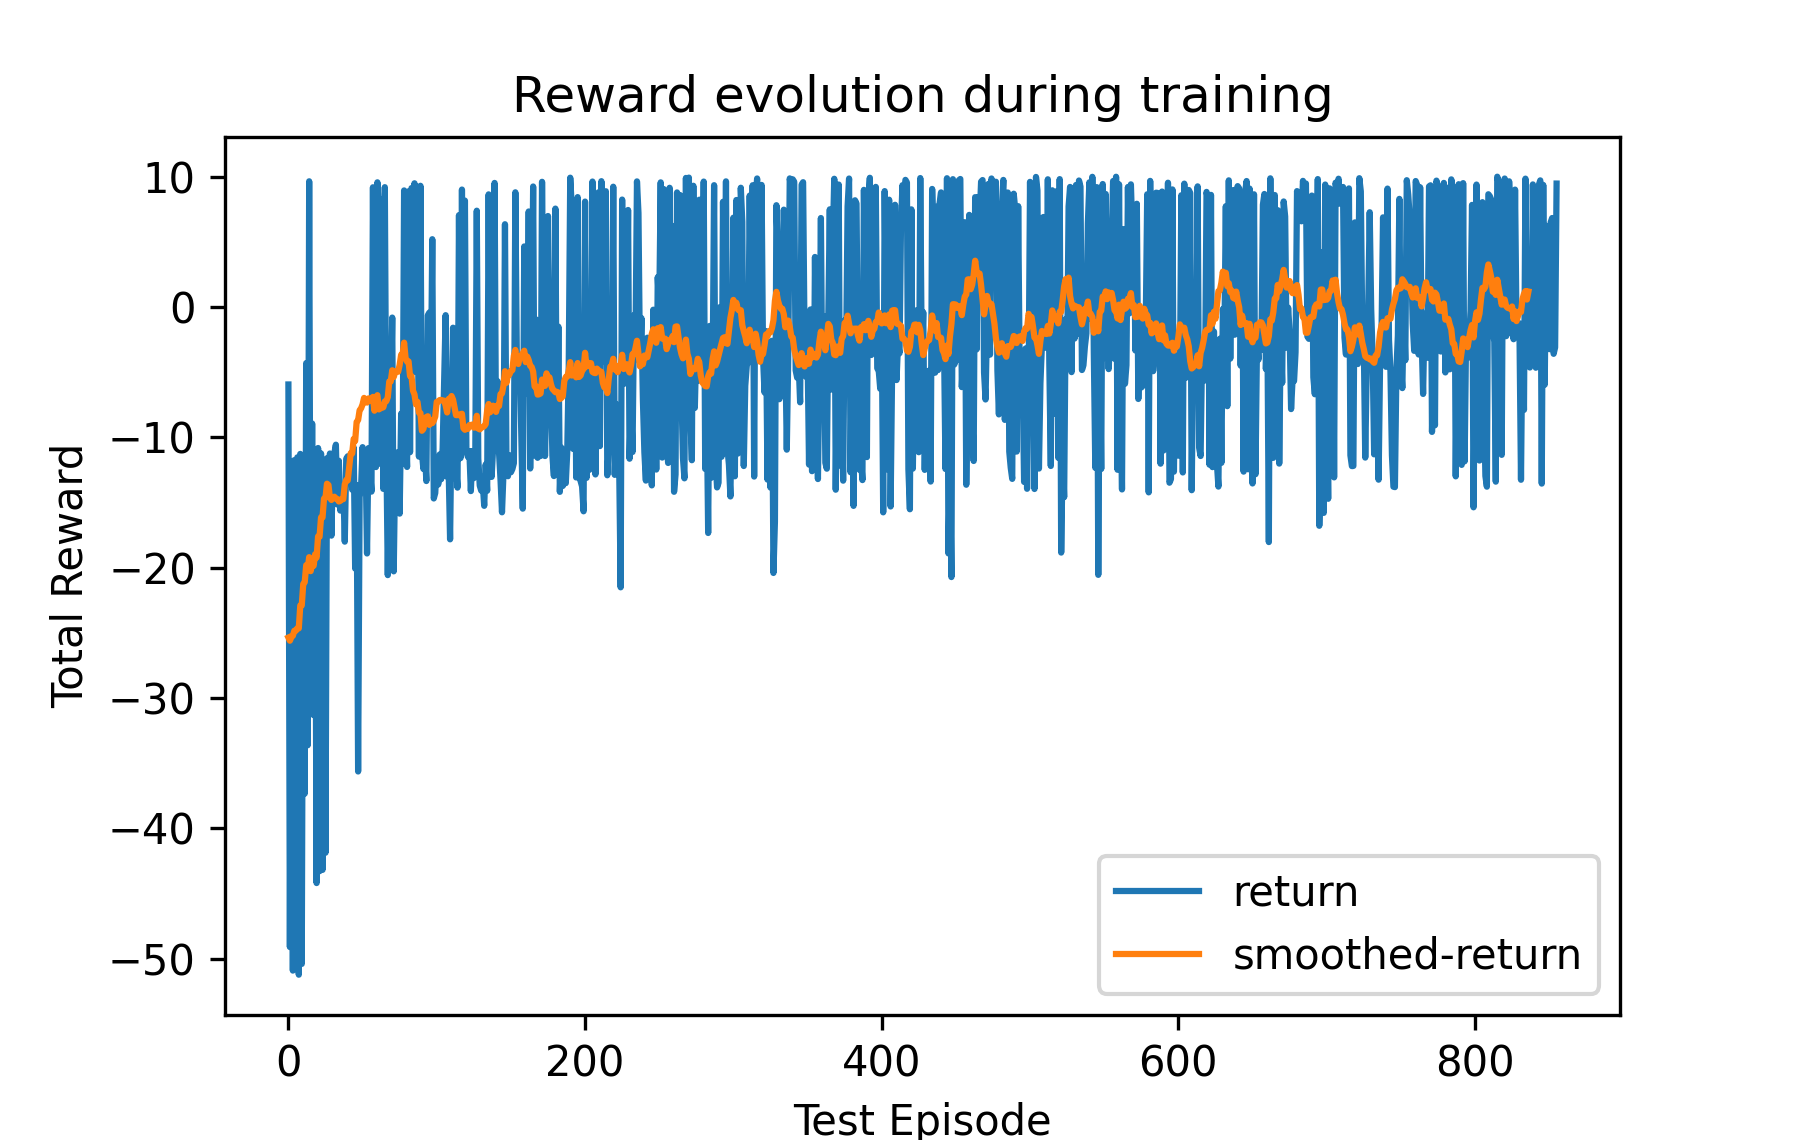 Reward evolution during training
Total Reward
10
0
−10
−20
−30
−40
−50
return
smoothed-return
0 200 400 600 800
Test Episode